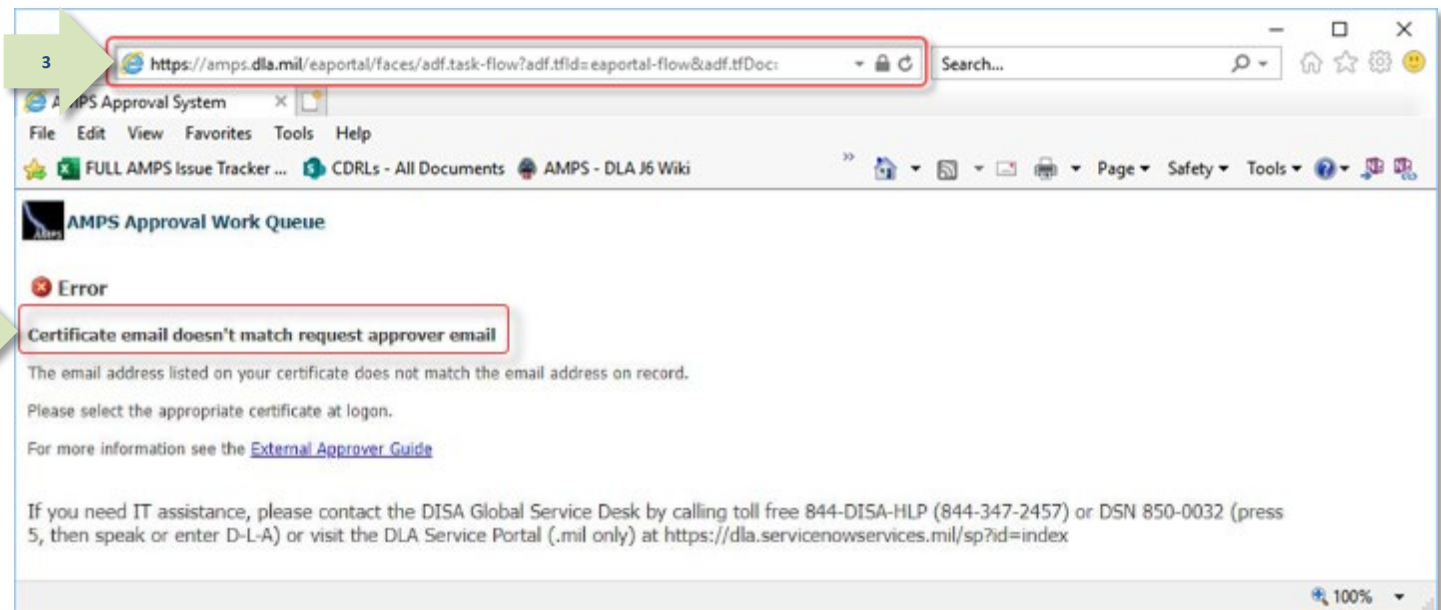 3
https://amps.dla.mil/eaportal/faces/adf.task-flow?adf.tfId=eaportal-flow&adf.tfDoc:
Search...
AMPS Approval System
File Edit View Favorites Tools Help
FULL AMPS Issue Tracker ... CDRLs - All Documents AMPS - DLA J6 Wiki » Page Safety Tools
AMPS
AMPS Approval Work Queue
Error
Certificate email doesn't match request approver email
The email address listed on your certificate does not match the email address on record.
Please select the appropriate certificate at logon.
For more information see the External Approver Guide
If you need IT assistance, please contact the DISA Global Service Desk by calling toll free 844-DISA-HLP (844-347-2457) or DSN 850-0032 (press
5, then speak or enter D-L-A) or visit the DLA Service Portal (.mil only) at https://dla.servicenowservices.mil/sp?id=index
100%